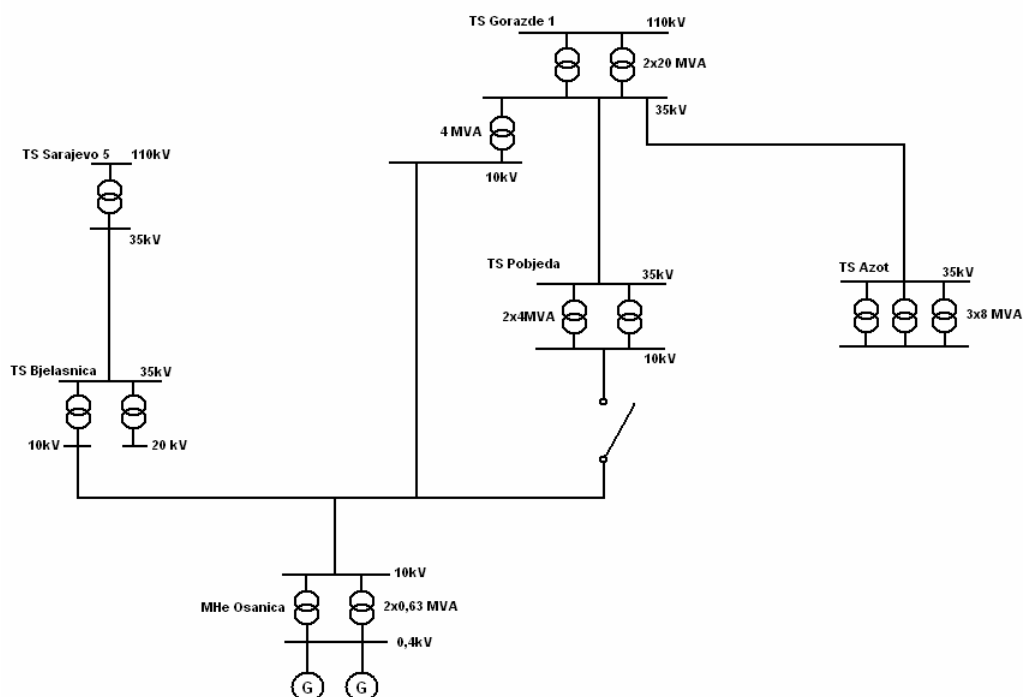 TS Gorazde 1 110kV
2x20 MVA
35kV
4 MVA
10kV
TS Sarajevo 5 110kV
35kV
TS Pobjeda 35kV
2x4MVA
10kV
TS Azot 35kV
3x8 MVA
TS Bjelasnica 35kV
10kV 20 kV
10kV
MHe Osanica 2x0,63 MVA
0,4kV
G G